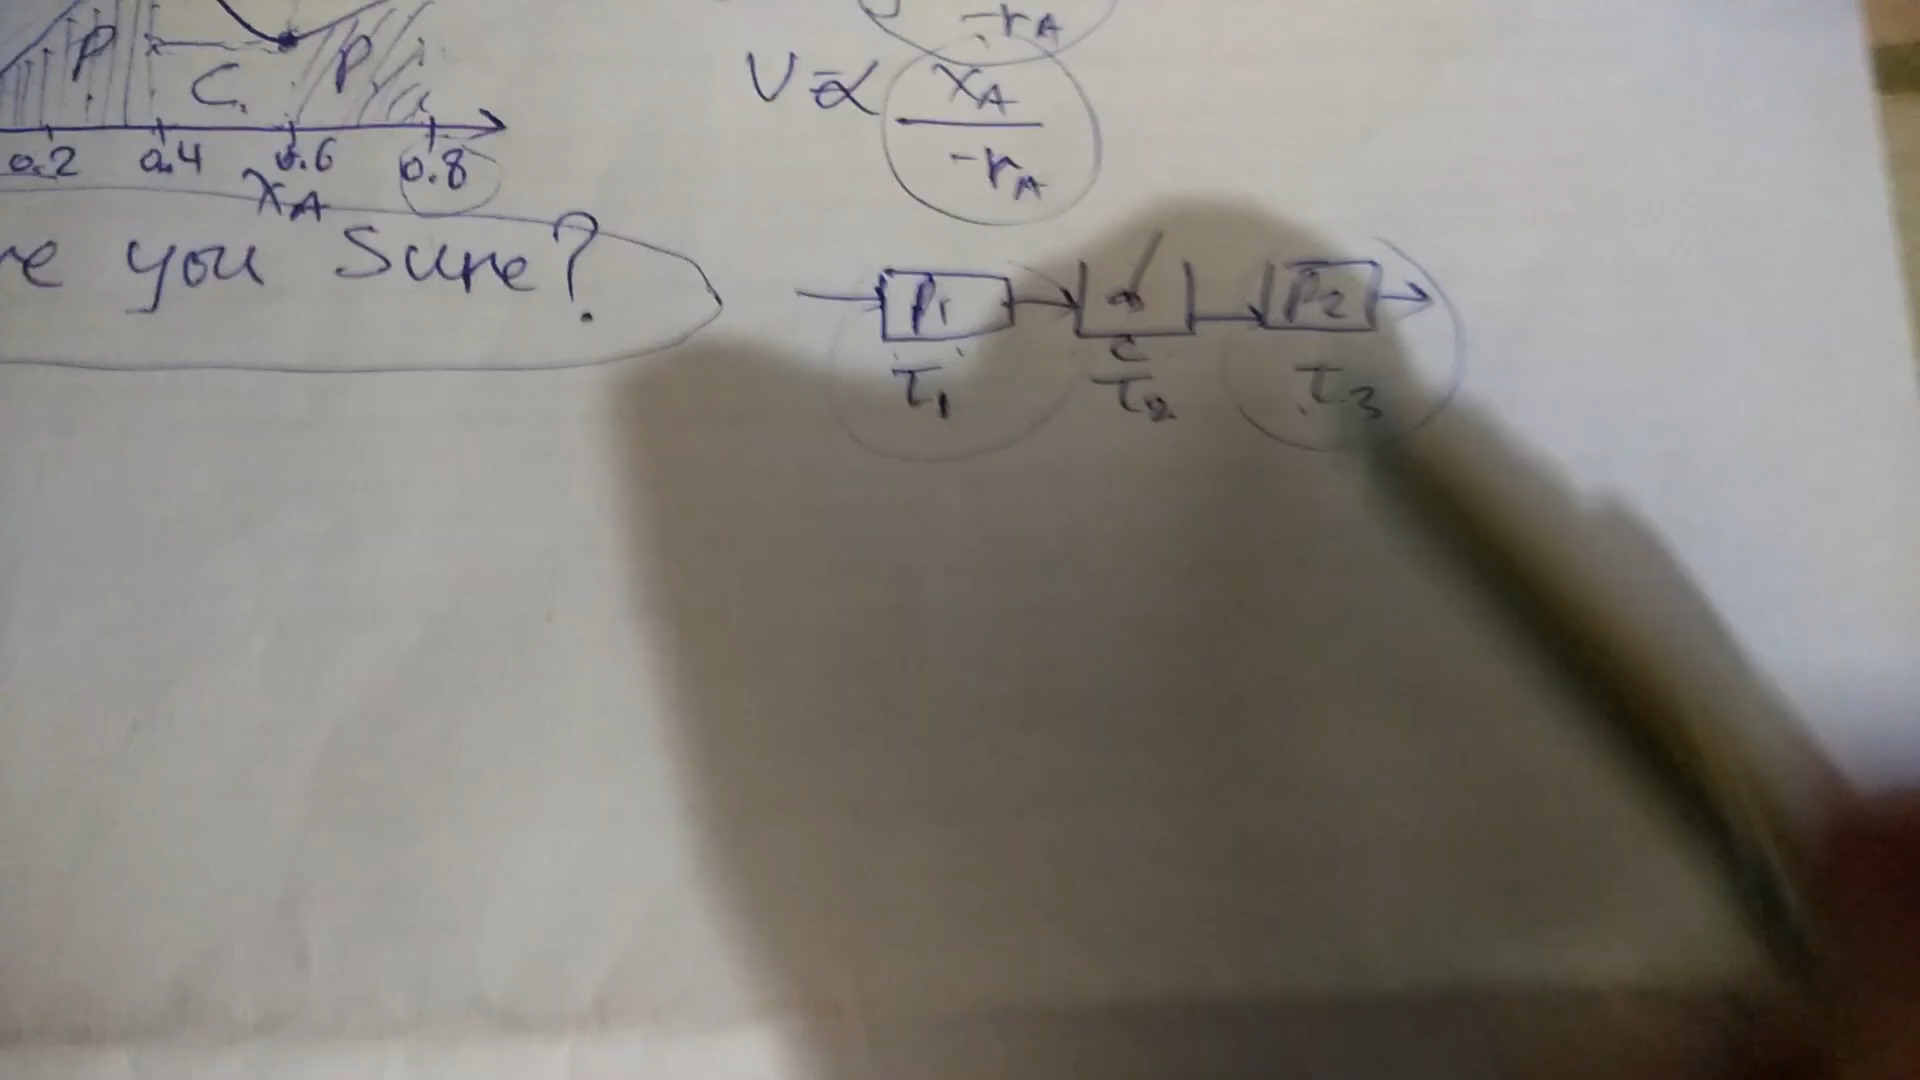 P C. P
0.2 0.4 0.6 0.8
XA
re you Sure?
-rA
V ∝ XA
-rA
P1 P2
C
τ1 τ2 τ3